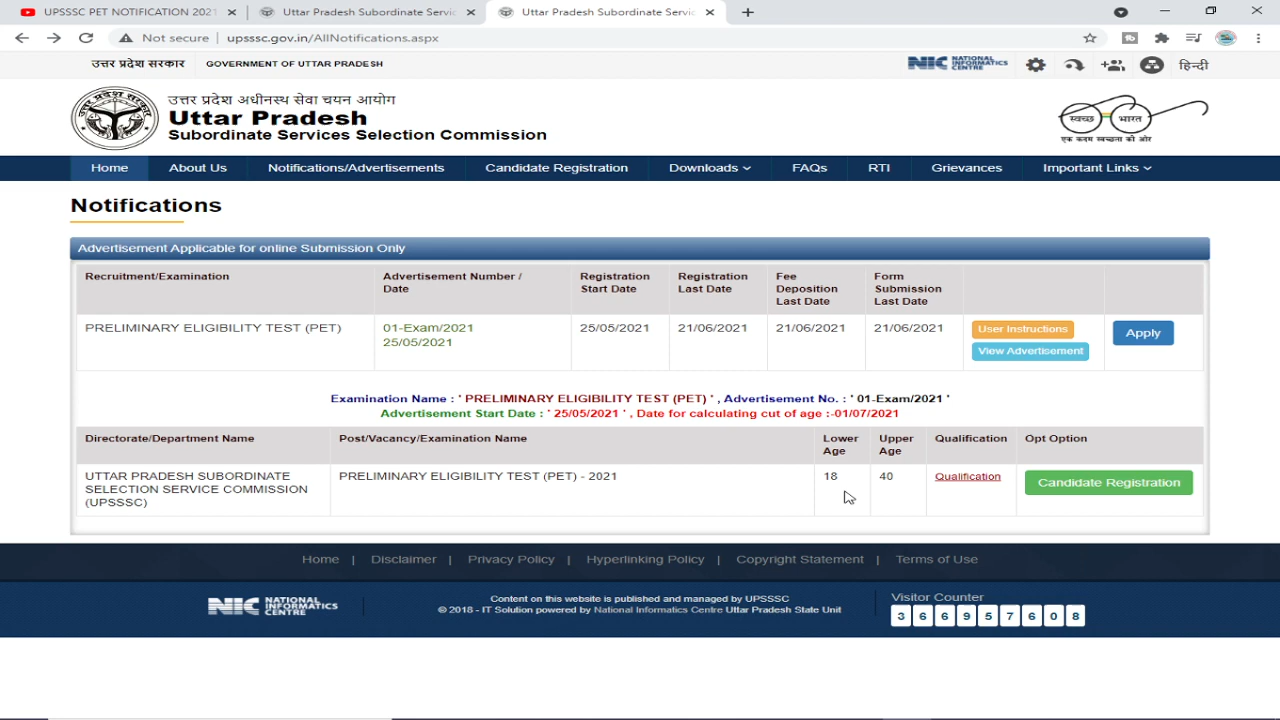 UPSSSC PET NOTIFICATION 2021
Uttar Pradesh Subordinate Servic
Uttar Pradesh Subordinate Servic
Not secure
upsssc.gov.in/AllNotifications.aspx
उत्तर प्रदेश सरकार
GOVERNMENT OF UTTAR PRADESH
NIC NATIONAL INFORMATICS CENTRE
हिन्दी
उत्तर प्रदेश अधीनस्थ सेवा चयन आयोग
Uttar Pradesh
Subordinate Services Selection Commission
स्वच्छ भारत
एक कदम स्वच्छता की ओर
Home About Us Notifications/Advertisements Candidate Registration Downloads FAQs RTI Grievances Important Links
Notifications
Advertisement Applicable for online Submission Only
Recruitment/Examination
Advertisement Number / Date
Registration Start Date
Registration Last Date
Fee Deposition Last Date
Form Submission Last Date
PRELIMINARY ELIGIBILITY TEST (PET)
01-Exam/2021
25/05/2021
25/05/2021
21/06/2021
21/06/2021
21/06/2021
User Instructions
View Advertisement
Apply
Examination Name : ' PRELIMINARY ELIGIBILITY TEST (PET) ' , Advertisement No. : ' 01-Exam/2021 '
Advertisement Start Date : ' 25/05/2021 ' , Date for calculating cut of age :-01/07/2021
Directorate/Department Name
Post/Vacancy/Examination Name
Lower Age
Upper Age
Qualification
Opt Option
UTTAR PRADESH SUBORDINATE
SELECTION SERVICE COMMISSION
(UPSSSC)
PRELIMINARY ELIGIBILITY TEST (PET) - 2021
18
40
Qualification
Candidate Registration
Home | Disclaimer | Privacy Policy | Hyperlinking Policy | Copyright Statement | Terms of Use
NIC NATIONAL INFORMATICS CENTRE
Content on this website is published and managed by UPSSSC
© 2018 - IT Solution powered by National Informatics Centre Uttar Pradesh State Unit
Visitor Counter
3 6 6 9 5 7 6 0 8